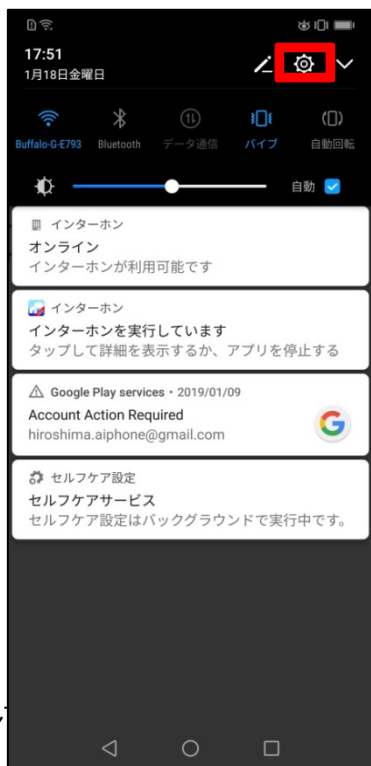 17:51
1月18日金曜日
Buffalo-G-E793 Bluetooth データ通信 バイブ 自動回転
自動
インターホン
オンライン
インターホンが利用可能です
インターホン
インターホンを実行しています
タップして詳細を表示するか、アプリを停止する
Google Play services • 2019/01/09
Account Action Required
hiroshima.aiphone@gmail.com
セルフケア設定
セルフケアサービス
セルフケア設定はバックグラウンドで実行中です。